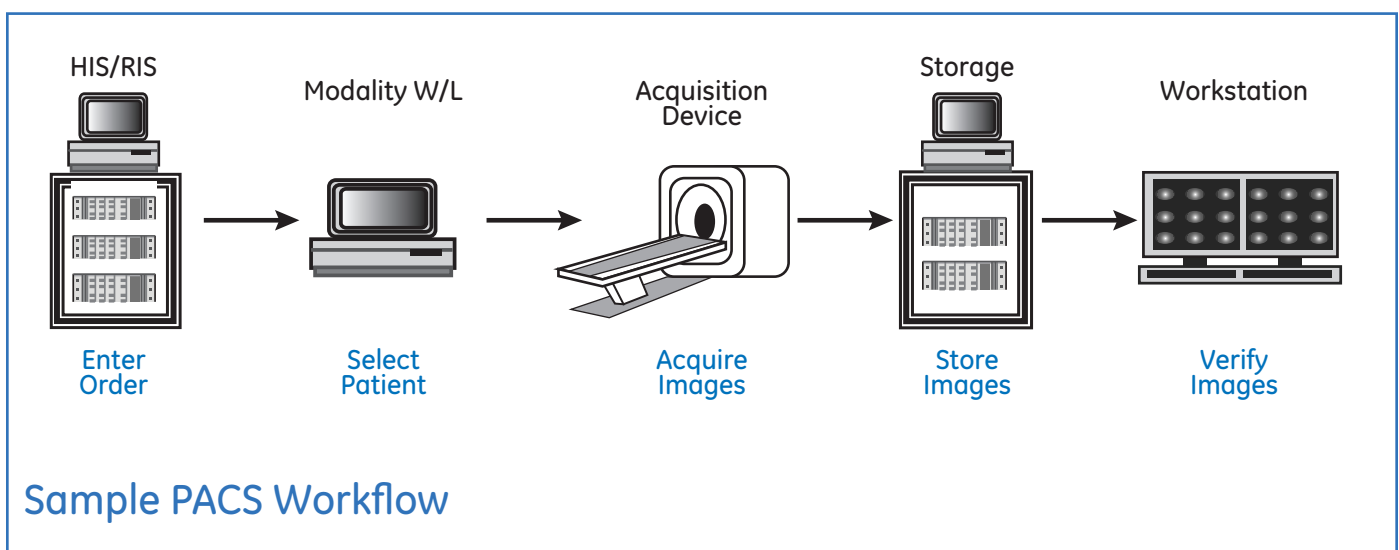 HIS/RIS
Modality W/L
Acquisition
Device
Storage
Workstation
Enter
Order
Select
Patient
Acquire
Images
Store
Images
Verify
Images
Sample PACS Workflow